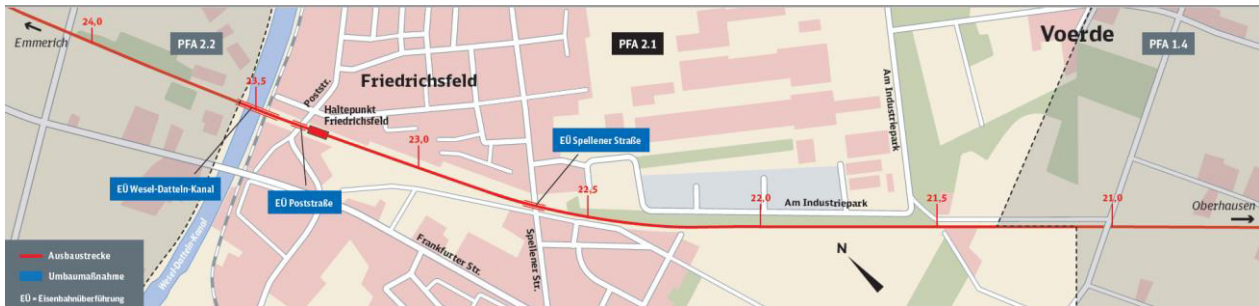 24,0
Emmerich
PFA 2.2
23,5
Poststr.
Friedrichsfeld
Haltepunkt
Friedrichsfeld
PFA 2.1
Voerde
PFA 1.4
Am Industriepark
23,0
EÜ Spellener Straße
EÜ Wesel-Datteln-Kanal
EÜ Poststraße
22,5
22,0
Am Industriepark
21,5
21,0
Oberhausen
Wesel-Datteln-Kanal
Frankfurter Str.
Spellener Str.
N
Ausbaustrecke
Umbaumaßnahme
EÜ = Eisenbahnüberführung